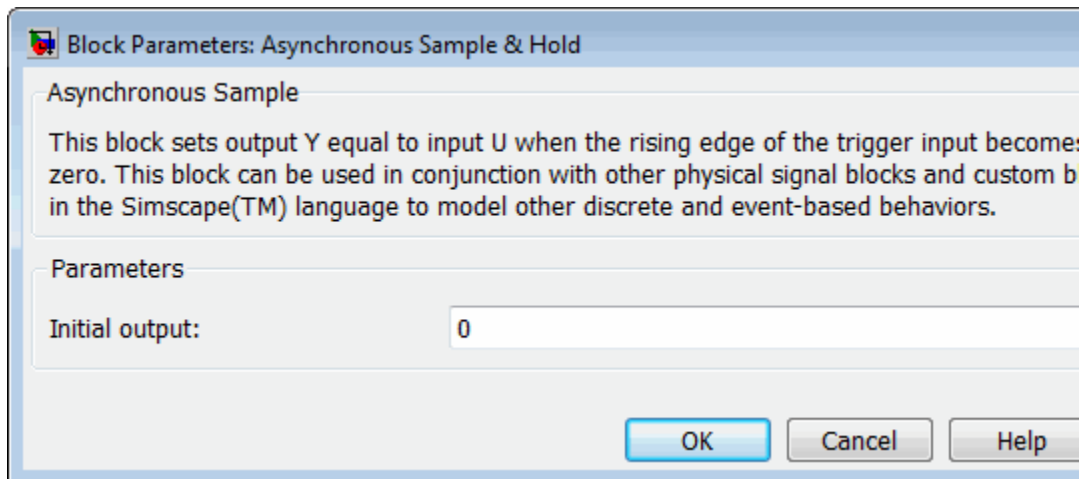 Block Parameters: Asynchronous Sample & Hold
Asynchronous Sample
This block sets output Y equal to input U when the rising edge of the trigger input becomes
zero. This block can be used in conjunction with other physical signal blocks and custom b
in the Simscape(TM) language to model other discrete and event-based behaviors.
Parameters
Initial output: 0
OK Cancel Help